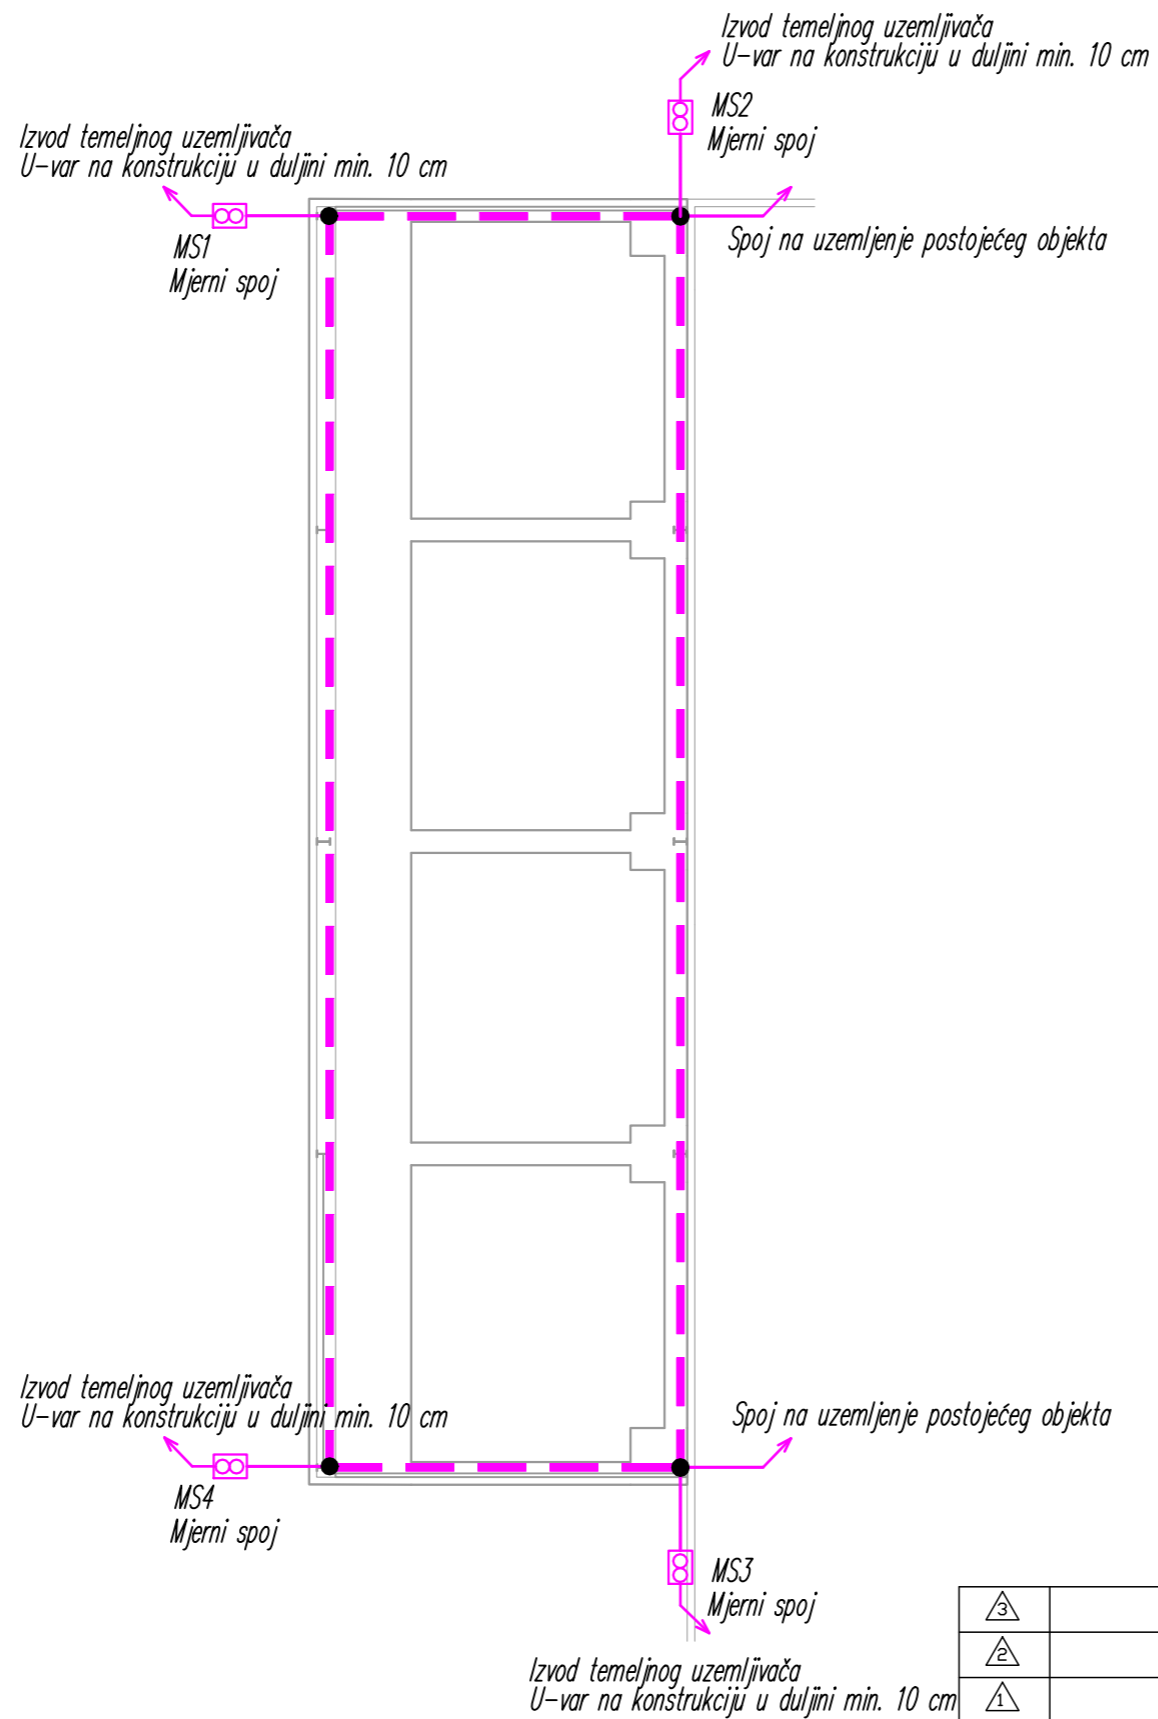 Izvod temeljnog uzemljivača
U-var na konstrukciju u duljini min. 10 cm
MS2
Mjerni spoj
Izvod temeljnog uzemljivača
U-var na konstrukciju u duljini min. 10 cm
MS1
Mjerni spoj
Spoj na uzemljenje postojećeg objekta
Izvod temeljnog uzemljivača
U-var na konstrukciju u duljini min. 10 cm
MS4
Mjerni spoj
Spoj na uzemljenje postojećeg objekta
MS3
Mjerni spoj
Izvod temeljnog uzemljivača
U-var na konstrukciju u duljini min. 10 cm
3
2
1